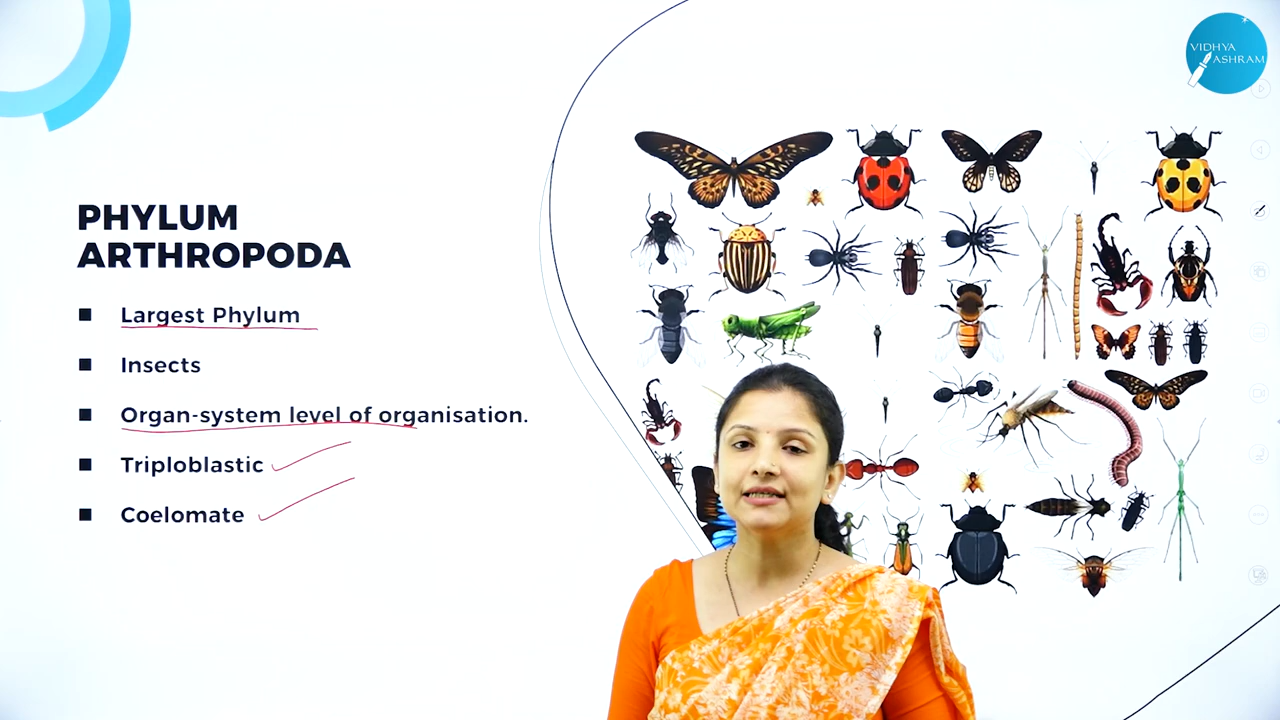 VIDHYA
ASHRAM
PHYLUM
ARTHROPODA
Largest Phylum
Insects
Organ-system level of organisation.
Triploblastic
Coelomate